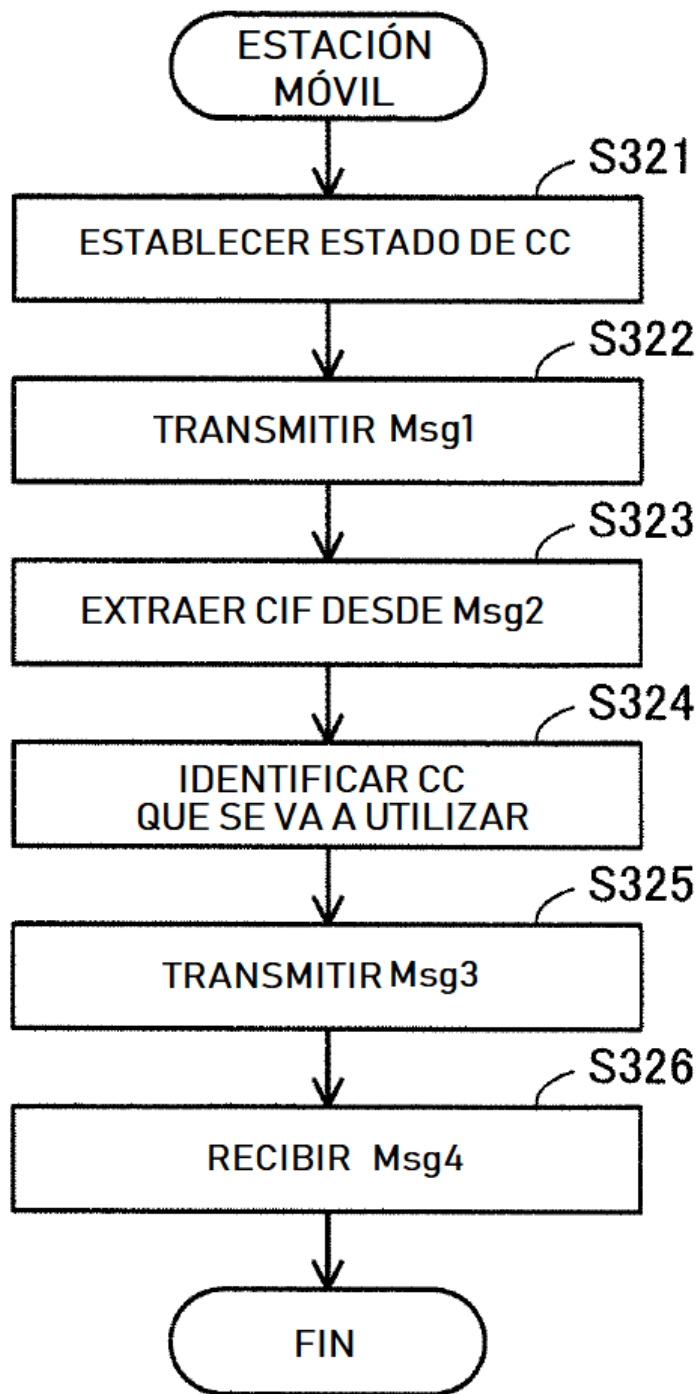 ESTACIÓN
MÓVIL
S321
ESTABLECER ESTADO DE CC
S322
TRANSMITIR Msg1
S323
EXTRAER CIF DESDE Msg2
S324
IDENTIFICAR CC
QUE SE VA A UTILIZAR
S325
TRANSMITIR Msg3
S326
RECIBIR Msg4
FIN